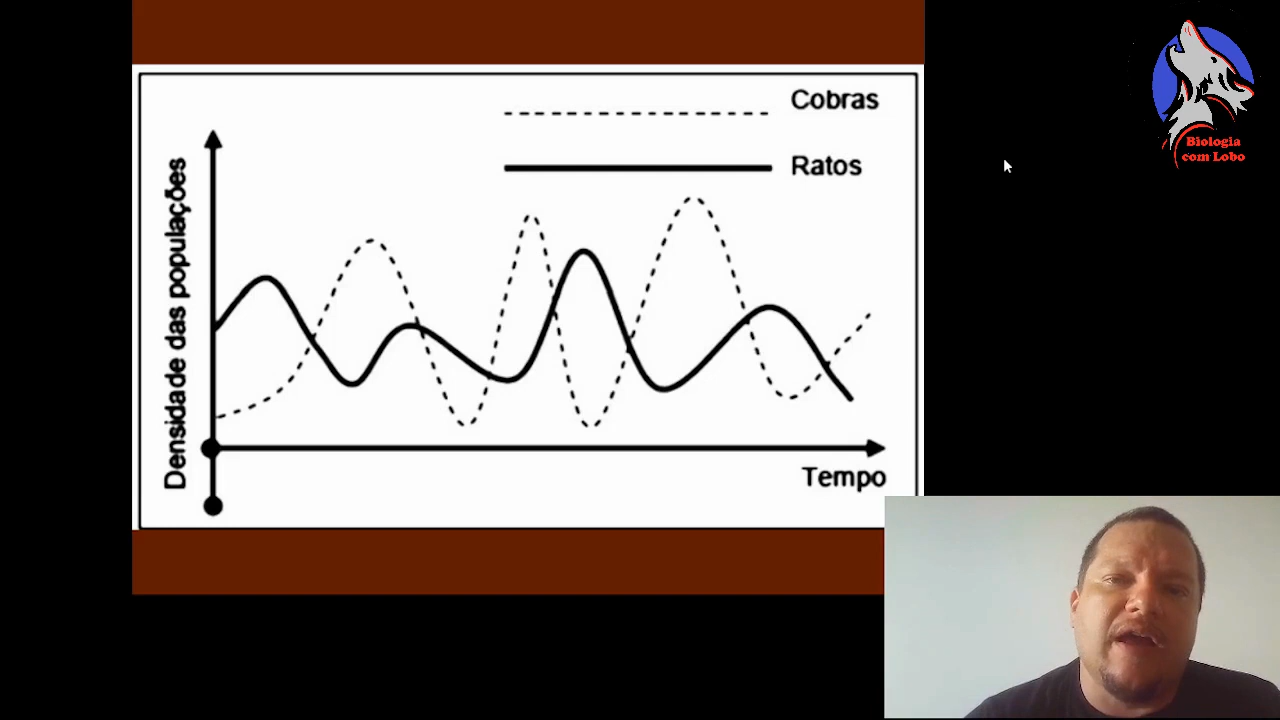 Cobras
Ratos
Densidade das populações
Tempo
Biologia
com Lobo